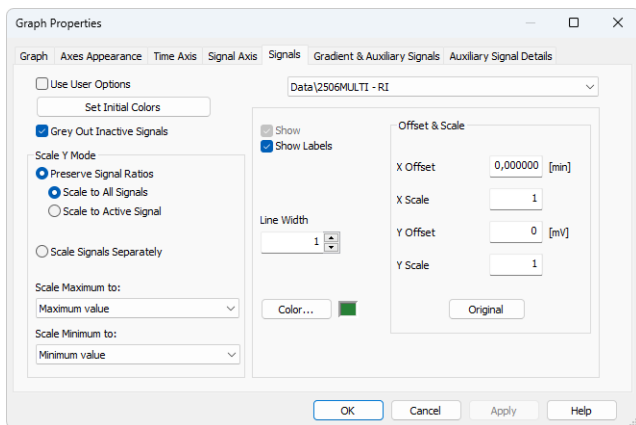 Graph Properties
Graph Axes Appearance Time Axis Signal Axis Signals Gradient & Auxiliary Signals Auxiliary Signal Details
Use User Options
Data\2506MULTI - RI
Set Initial Colors
Grey Out Inactive Signals
Scale Y Mode
Preserve Signal Ratios
Scale to All Signals
Scale to Active Signal
Scale Signals Separately
Scale Maximum to:
Maximum value
Scale Minimum to:
Minimum value
Show
Show Labels
Line Width
1
Color...
Offset & Scale
X Offset 0,000000 [min]
X Scale 1
Y Offset 0 [mV]
Y Scale 1
Original
OK Cancel Apply Help